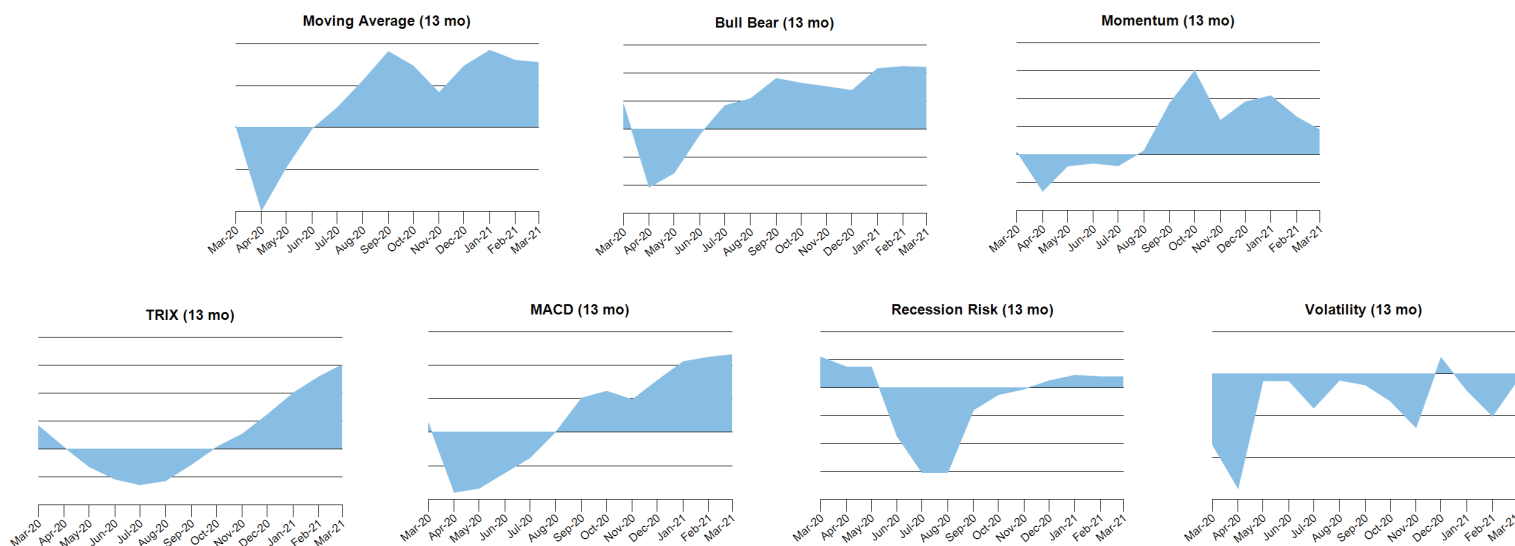 Moving Average (13 mo)
Mar-20
Apr-20
May-20
Jun-20
Jul-20
Aug-20
Sep-20
Oct-20
Nov-20
Dec-20
Jan-21
Feb-21
Mar-21
Bull Bear (13 mo)
Mar-20
Apr-20
May-20
Jun-20
Jul-20
Aug-20
Sep-20
Oct-20
Nov-20
Dec-20
Jan-21
Feb-21
Mar-21
Momentum (13 mo)
Mar-20
Apr-20
May-20
Jun-20
Jul-20
Aug-20
Sep-20
Oct-20
Nov-20
Dec-20
Jan-21
Feb-21
Mar-21
TRIX (13 mo)
Mar-20
Apr-20
May-20
Jun-20
Jul-20
Aug-20
Sep-20
Oct-20
Nov-20
Dec-20
Jan-21
Feb-21
Mar-21
MACD (13 mo)
Mar-20
Apr-20
May-20
Jun-20
Jul-20
Aug-20
Sep-20
Oct-20
Nov-20
Dec-20
Jan-21
Feb-21
Mar-21
Recession Risk (13 mo)
Mar-20
Apr-20
May-20
Jun-20
Jul-20
Aug-20
Sep-20
Oct-20
Nov-20
Dec-20
Jan-21
Feb-21
Mar-21
Volatility (13 mo)
Mar-20
Apr-20
May-20
Jun-20
Jul-20
Aug-20
Sep-20
Oct-20
Nov-20
Dec-20
Jan-21
Feb-21
Mar-21